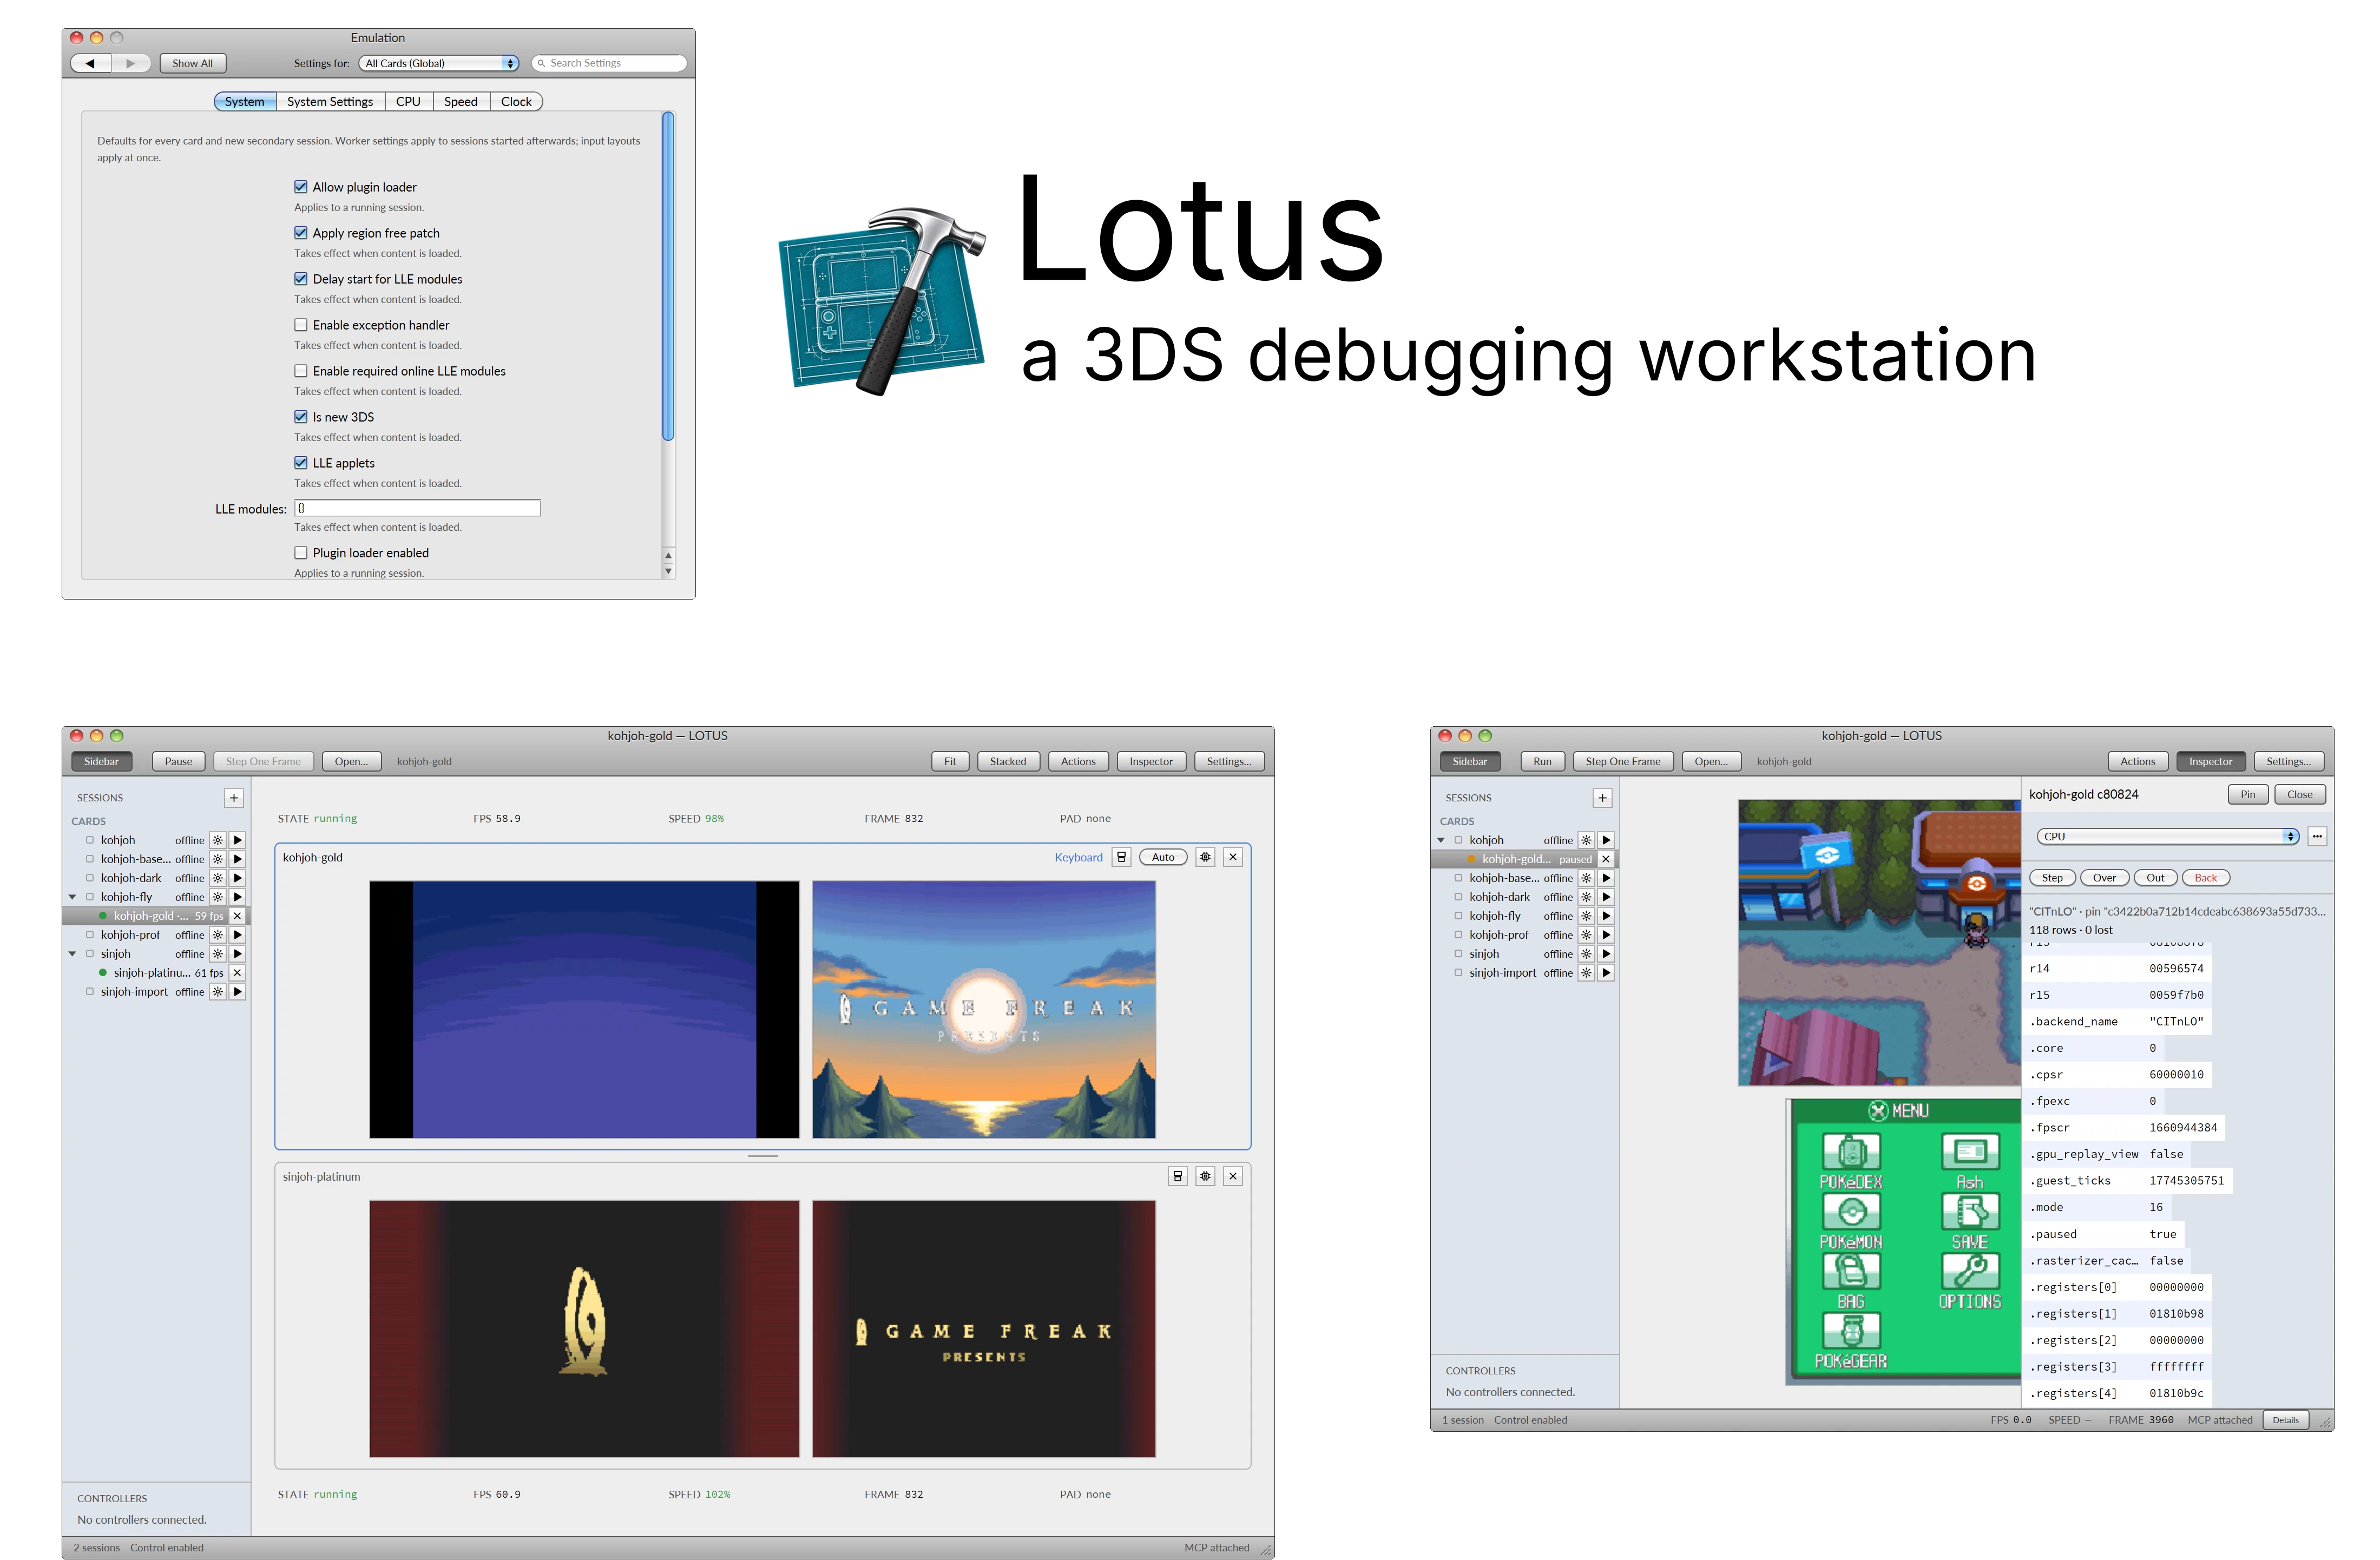 Emulation
Show All
Settings for: All Cards (Global)
Search Settings
System System Settings CPU Speed Clock
Defaults for every card and new secondary session. Worker settings apply to sessions started afterwards; input layouts
apply at once.
Allow plugin loader
Applies to a running session.
Apply region free patch
Takes effect when content is loaded.
Delay start for LLE modules
Takes effect when content is loaded.
Enable exception handler
Takes effect when content is loaded.
Enable required online LLE modules
Takes effect when content is loaded.
Is new 3DS
Takes effect when content is loaded.
LLE applets
Takes effect when content is loaded.
LLE modules: {}
Takes effect when content is loaded.
Plugin loader enabled
Applies to a running session.
Lotus
a 3DS debugging workstation
kohjoh-gold — LOTUS
Sidebar Pause Step One Frame Open... kohjoh-gold Fit Stacked Actions Inspector Settings...
SESSIONS +
CARDS
kohjoh offline
kohjoh-base... offline
kohjoh-dark offline
kohjoh-fly offline
kohjoh-gold ·... 59 fps
kohjoh-prof offline
sinjoh offline
sinjoh-platinu... 61 fps
sinjoh-import offline
CONTROLLERS
No controllers connected.
STATE running FPS 58.9 SPEED 98% FRAME 832 PAD none
kohjoh-gold Keyboard Auto
GAME FREAK
PRESENTS
sinjoh-platinum
GAME FREAK
PRESENTS
STATE running FPS 60.9 SPEED 102% FRAME 832 PAD none
2 sessions Control enabled MCP attached
kohjoh-gold — LOTUS
Sidebar Run Step One Frame Open... kohjoh-gold Actions Inspector Settings...
SESSIONS +
CARDS
kohjoh offline
kohjoh-gold... paused
kohjoh-base... offline
kohjoh-dark offline
kohjoh-fly offline
kohjoh-prof offline
sinjoh offline
sinjoh-import offline
CONTROLLERS
No controllers connected.
MENU
POKéDEX Ash
POKéMON SAVE
BAG OPTIONS
POKéGEAR
kohjoh-gold c80824 Pin Close
CPU
Step Over Out Back
"CITnLO" · pin "c3422b0a712b14cdeabc638693a55d733...
118 rows · 0 lost
r14 00596574
r15 0059f7b0
.backend_name "CITnLO"
.core 0
.cpsr 60000010
.fpexc 0
.fpscr 1660944384
.gpu_replay_view false
.guest_ticks 17745305751
.mode 16
.paused true
.rasterizer_cac… false
.registers[0] 00000000
.registers[1] 01810b98
.registers[2] 00000000
.registers[3] ffffffff
.registers[4] 01810b9c
1 session Control enabled FPS 0.0 SPEED — FRAME 3960 MCP attached Details